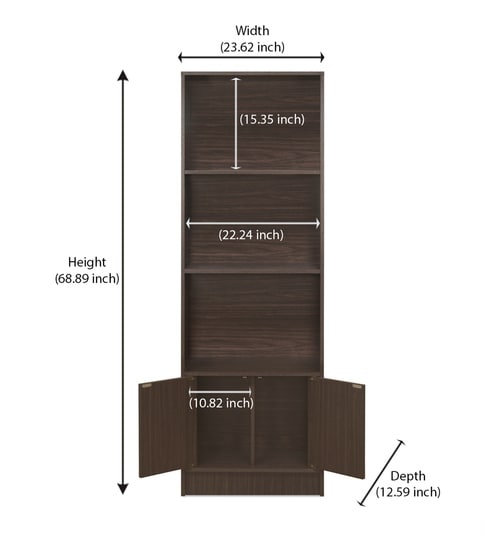 Width
(23.62 inch)
(15.35 inch)
(22.24 inch)
Height
(68.89 inch)
(10.82 inch)
Depth
(12.59 inch)